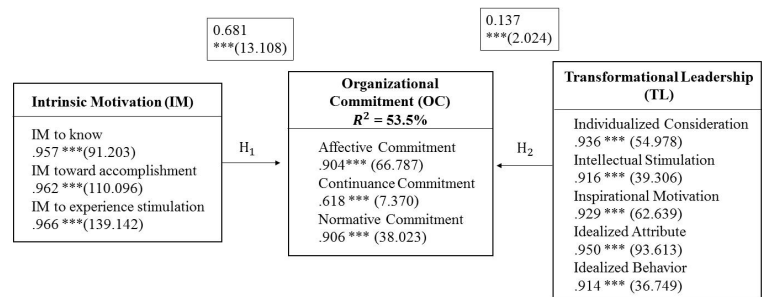 0.681
***(13.108)
0.137
***(2.024)
Intrinsic Motivation (IM)
IM to know
.957 ***(91.203)
IM toward accomplishment
.962 ***(110.096)
IM to experience stimulation
.966 ***(139.142)
H₁
Organizational
Commitment (OC)
R² = 53.5%
Affective Commitment
.904*** (66.787)
Continuance Commitment
.618 *** (7.370)
Normative Commitment
.906 *** (38.023)
H₂
Transformational Leadership
(TL)
Individualized Consideration
.936 *** (54.978)
Intellectual Stimulation
.916 *** (39.306)
Inspirational Motivation
.929 *** (62.639)
Idealized Attribute
.950 *** (93.613)
Idealized Behavior
.914 *** (36.749)